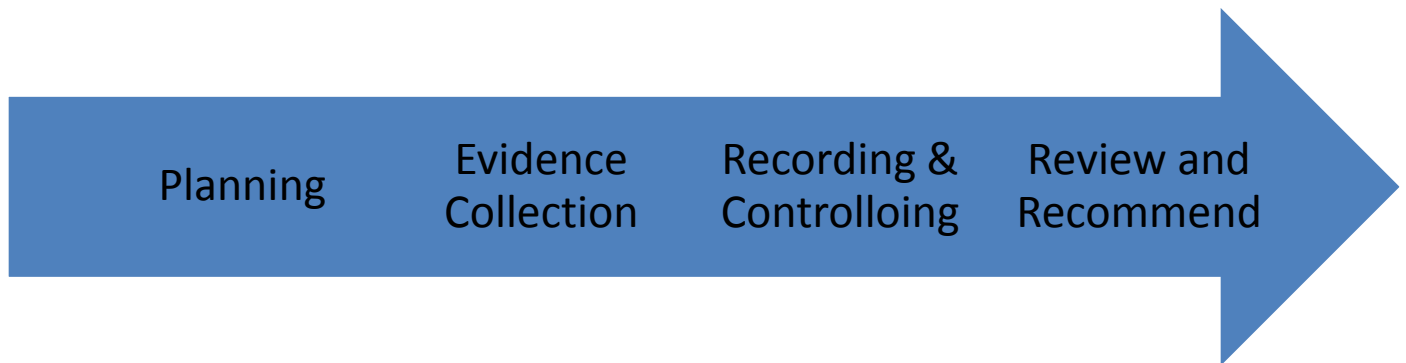 Planning
Evidence
Collection
Recording &
Controlloing
Review and
Recommend